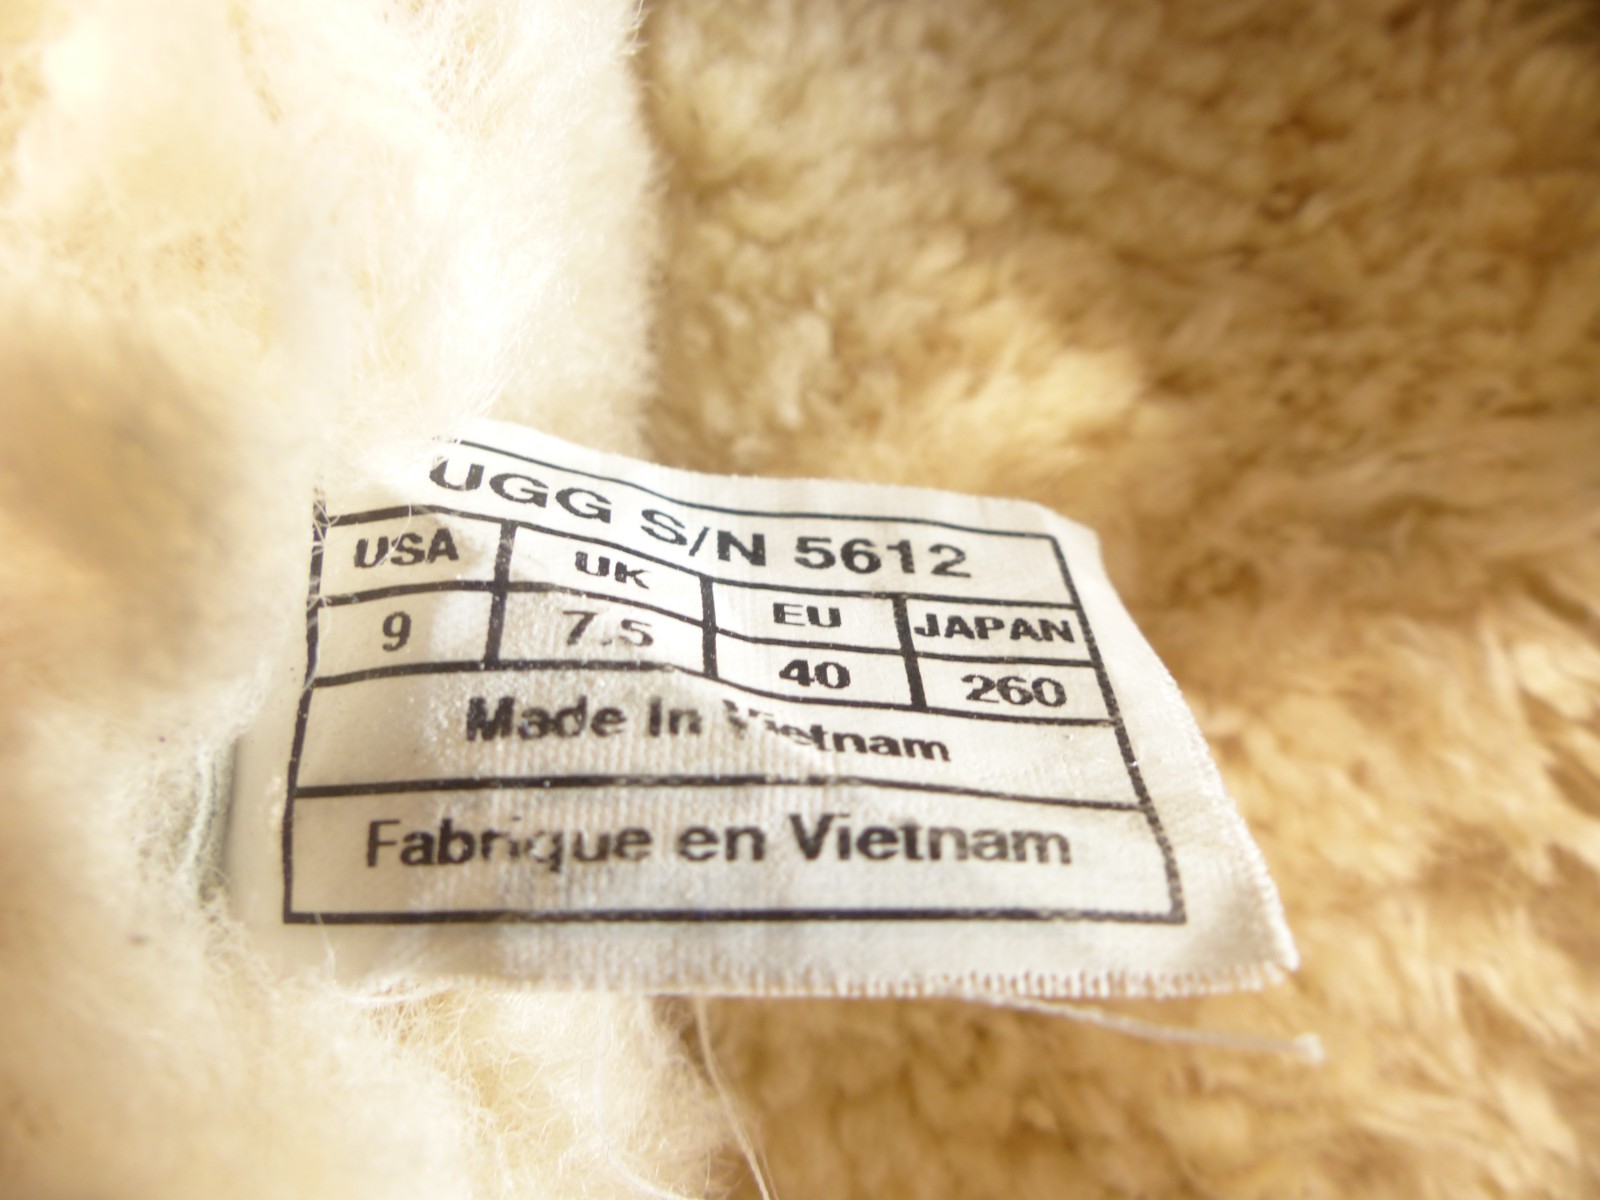 UGG S/N 5612
USA UK EU JAPAN
9 7.5 40 260
Made In Vietnam
Fabrique en Vietnam